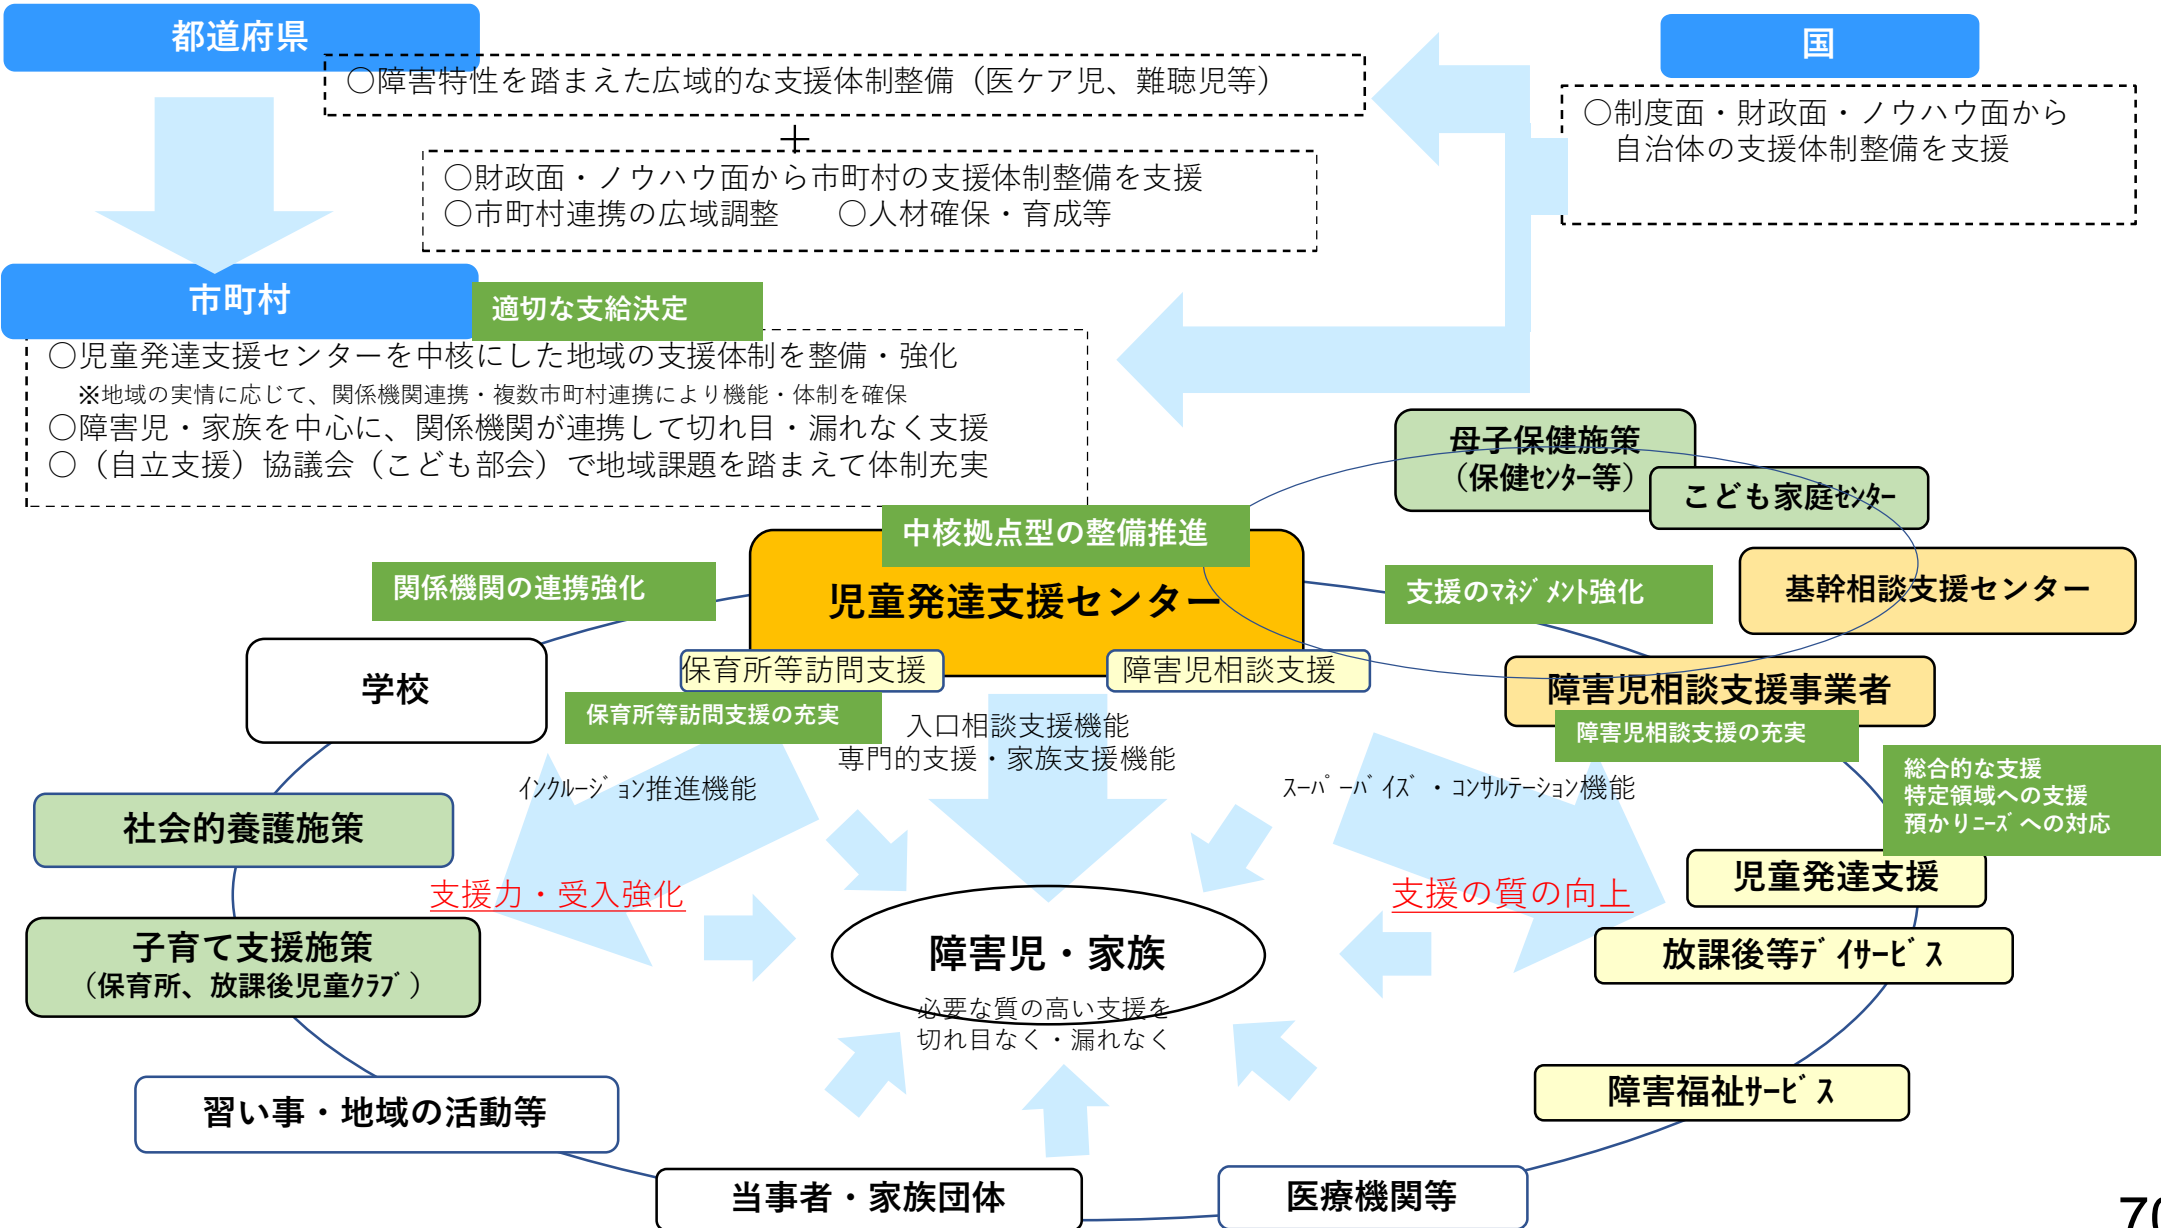 都道府県
国
○障害特性を踏まえた広域的な支援体制整備（医ケア児、難聴児等）
＋
○財政面・ノウハウ面から市町村の支援体制整備を支援
○市町村連携の広域調整　○人材確保・育成等
○制度面・財政面・ノウハウ面から
自治体の支援体制整備を支援
市町村
適切な支給決定
○児童発達支援センターを中核にした地域の支援体制を整備・強化
※地域の実情に応じて、関係機関連携・複数市町村連携により機能・体制を確保
○障害児・家族を中心に、関係機関が連携して切れ目・漏れなく支援
○（自立支援）協議会（こども部会）で地域課題を踏まえて体制充実
母子保健施策
（保健ｾﾝﾀｰ等）
こども家庭ｾﾝﾀｰ
中核拠点型の整備推進
児童発達支援センター
関係機関の連携強化
支援のﾏﾈｼﾞﾒﾝﾄ強化
基幹相談支援センター
学校
保育所等訪問支援
障害児相談支援
障害児相談支援事業者
保育所等訪問支援の充実
入口相談支援機能
専門的支援・家族支援機能
障害児相談支援の充実
ｲﾝｸﾙｰｼﾞｮﾝ推進機能
ｽｰﾊﾟｰﾊﾞｲｽﾞ・ｺﾝｻﾙﾃｰｼｮﾝ機能
総合的な支援
特定領域への支援
預かりﾆｰｽﾞへの対応
社会的養護施策
支援力・受入強化
支援の質の向上
児童発達支援
子育て支援施策
（保育所、放課後児童ｸﾗﾌﾞ）
障害児・家族
必要な質の高い支援を
切れ目なく・漏れなく
放課後等ﾃﾞｲｻｰﾋﾞｽ
習い事・地域の活動等
障害福祉ｻｰﾋﾞｽ
当事者・家族団体
医療機関等